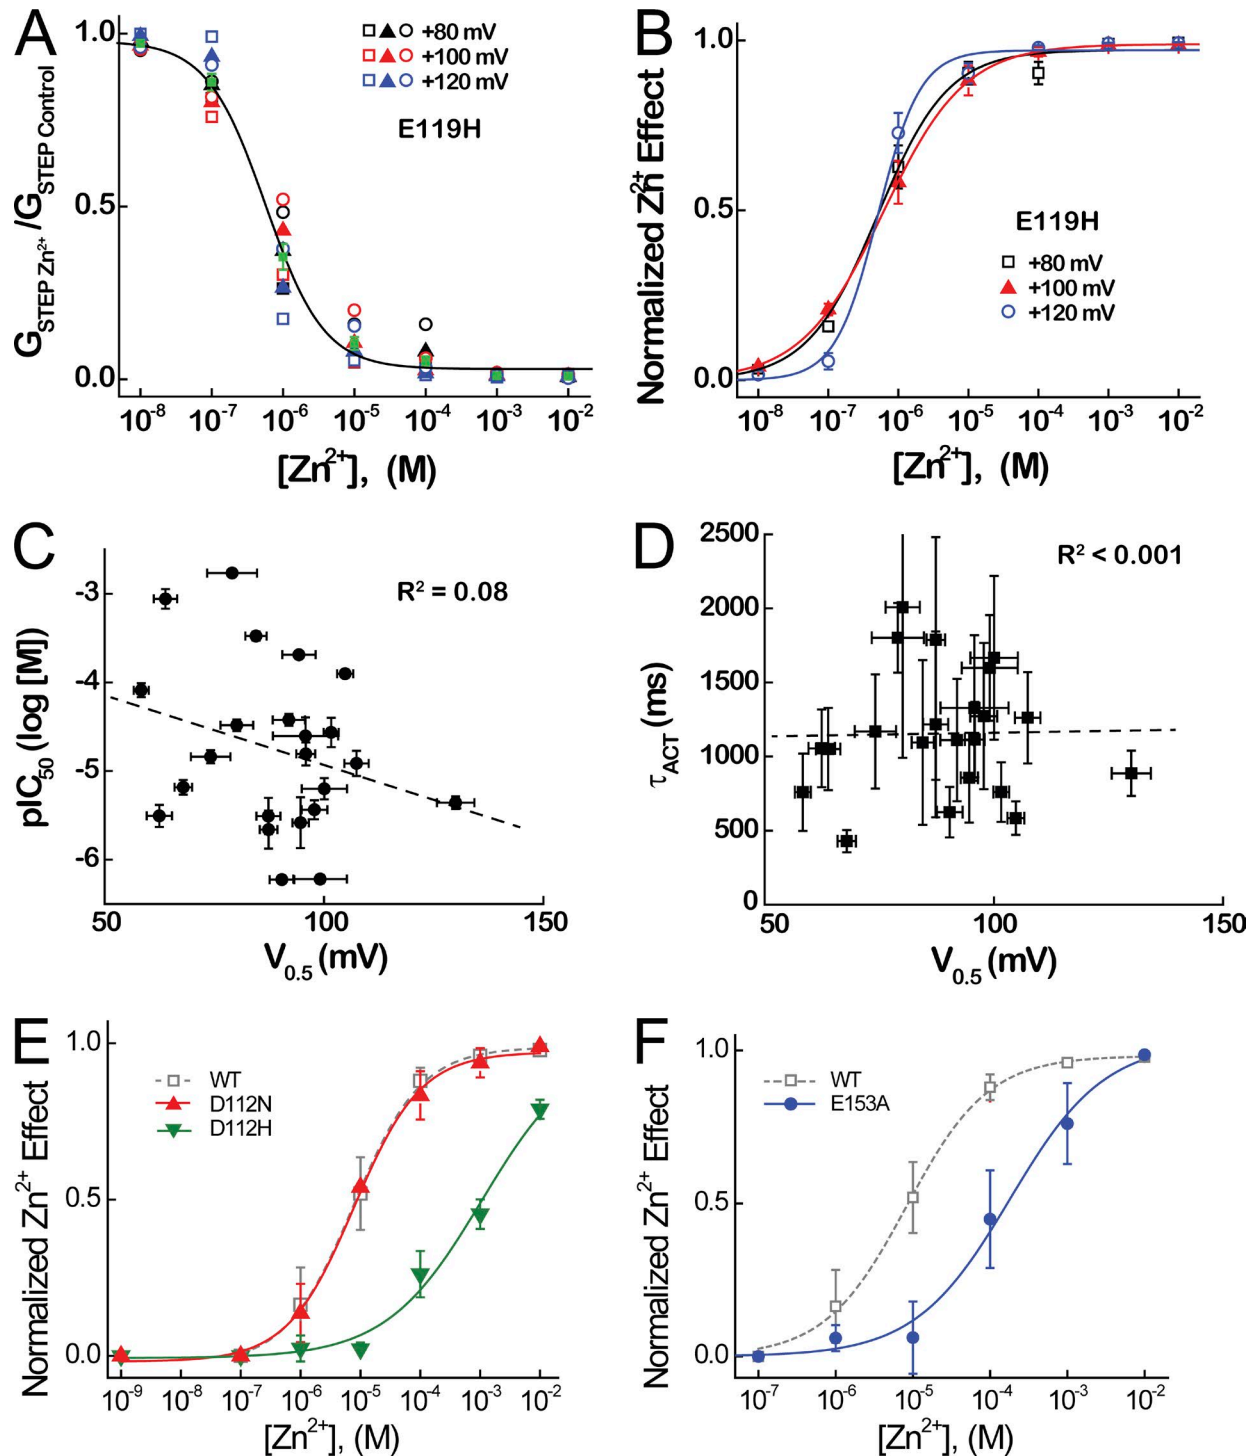 A
1.0
0.5
0.0
G_STEP Zn²⁺ /G_STEP Control
+80 mV
+100 mV
+120 mV
E119H
10⁻⁸ 10⁻⁷ 10⁻⁶ 10⁻⁵ 10⁻⁴ 10⁻³ 10⁻²
[Zn²⁺], (M)
B
1.0
0.5
0.0
Normalized Zn²⁺ Effect
E119H
+80 mV
+100 mV
+120 mV
10⁻⁸ 10⁻⁷ 10⁻⁶ 10⁻⁵ 10⁻⁴ 10⁻³ 10⁻²
[Zn²⁺], (M)
C
R² = 0.08
-3
-4
-5
-6
pIC₅₀ (log [M])
50 100 150
V₀.₅ (mV)
D
R² < 0.001
2500
2000
1500
1000
500
0
τ_ACT (ms)
50 100 150
V₀.₅ (mV)
E
1.0
0.5
0.0
Normalized Zn²⁺ Effect
WT
D112N
D112H
10⁻⁹ 10⁻⁸ 10⁻⁷ 10⁻⁶ 10⁻⁵ 10⁻⁴ 10⁻³ 10⁻²
[Zn²⁺], (M)
F
1.0
0.5
0.0
Normalized Zn²⁺ Effect
WT
E153A
10⁻⁷ 10⁻⁶ 10⁻⁵ 10⁻⁴ 10⁻³ 10⁻²
[Zn²⁺], (M)